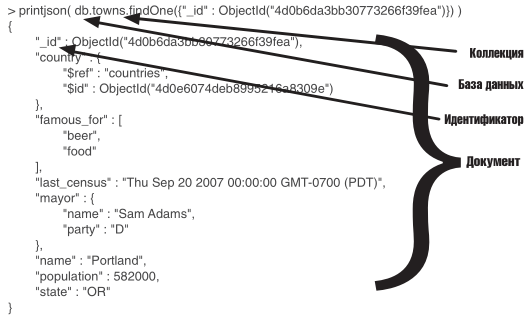 > printjson( db.towns.findOne({"_id" : ObjectId("4d0b6da3bb30773266f39fea")}) )
{
"_id" : ObjectId("4d0b6da3bb30773266f39fea"),
"country" : {
"$ref" : "countries",
"$id" : ObjectId("4d0e6074deb8995216a8309e")
},
"famous_for" : [
"beer",
"food"
],
"last_census" : "Thu Sep 20 2007 00:00:00 GMT-0700 (PDT)",
"mayor" : {
"name" : "Sam Adams",
"party" : "D"
},
"name" : "Portland",
"population" : 582000,
"state" : "OR"
}
Коллекция
База данных
Идентификатор
Документ